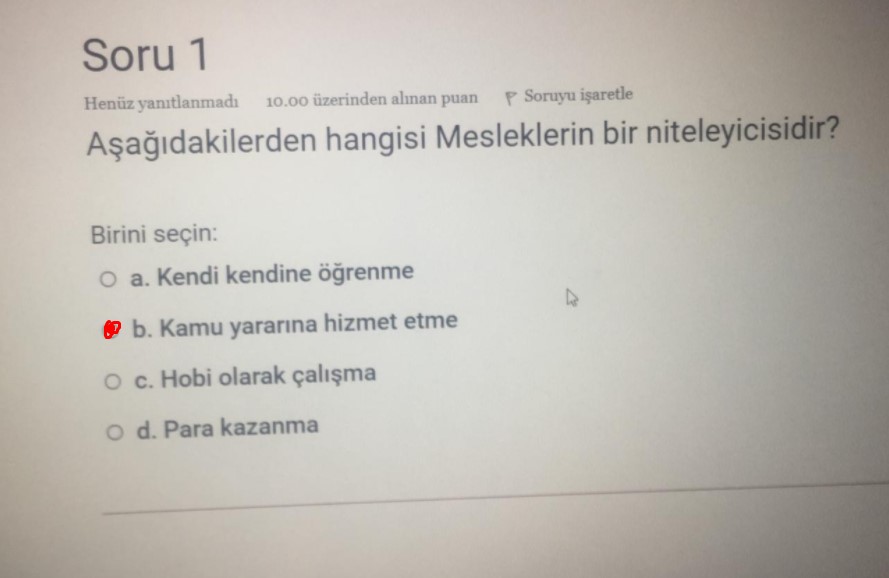 Soru 1
Henüz yanıtlanmadı 10.00 üzerinden alınan puan Soruyu işaretle
Aşağıdakilerden hangisi Mesleklerin bir niteleyicisidir?
Birini seçin:
a. Kendi kendine öğrenme
b. Kamu yararına hizmet etme
c. Hobi olarak çalışma
d. Para kazanma